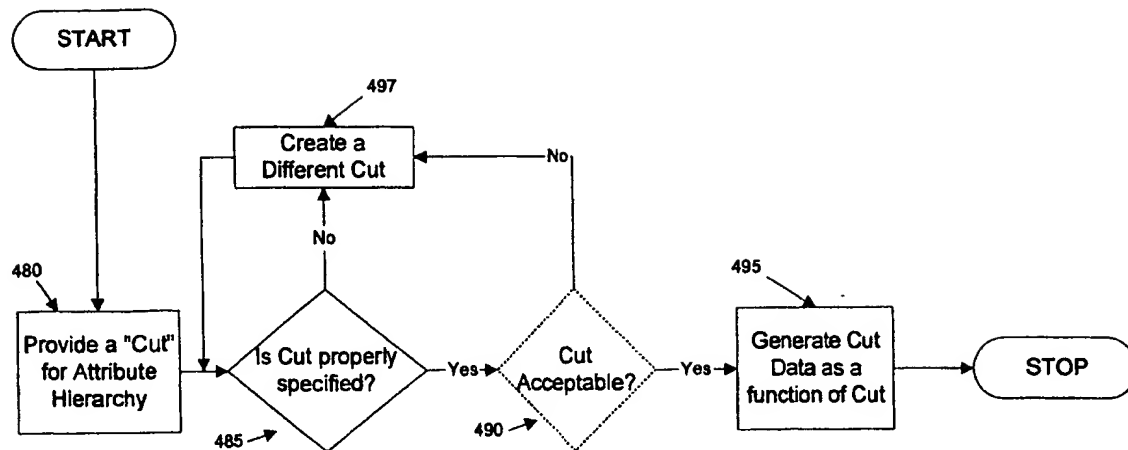 START
497
Create a
Different Cut
No
No
480
495
Provide a "Cut"
for Attribute
Hierarchy
Is Cut properly
specified?
Yes
Cut
Acceptable?
Yes
Generate Cut
Data as a
function of Cut
STOP
485
490